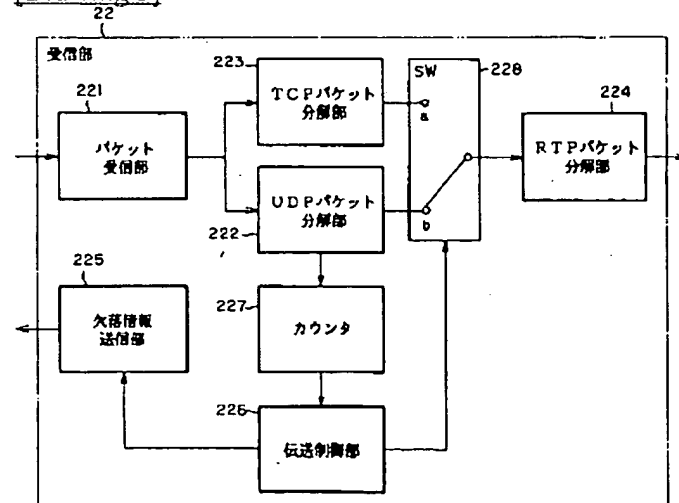 22
受信部
223
SW
228
221
TCPパケット
分解部
a
224
パケット
受信部
RTPパケット
分解部
UDPパケット
分解部
b
222
225
227
欠落情報
送信部
カウンタ
226
伝送制御部